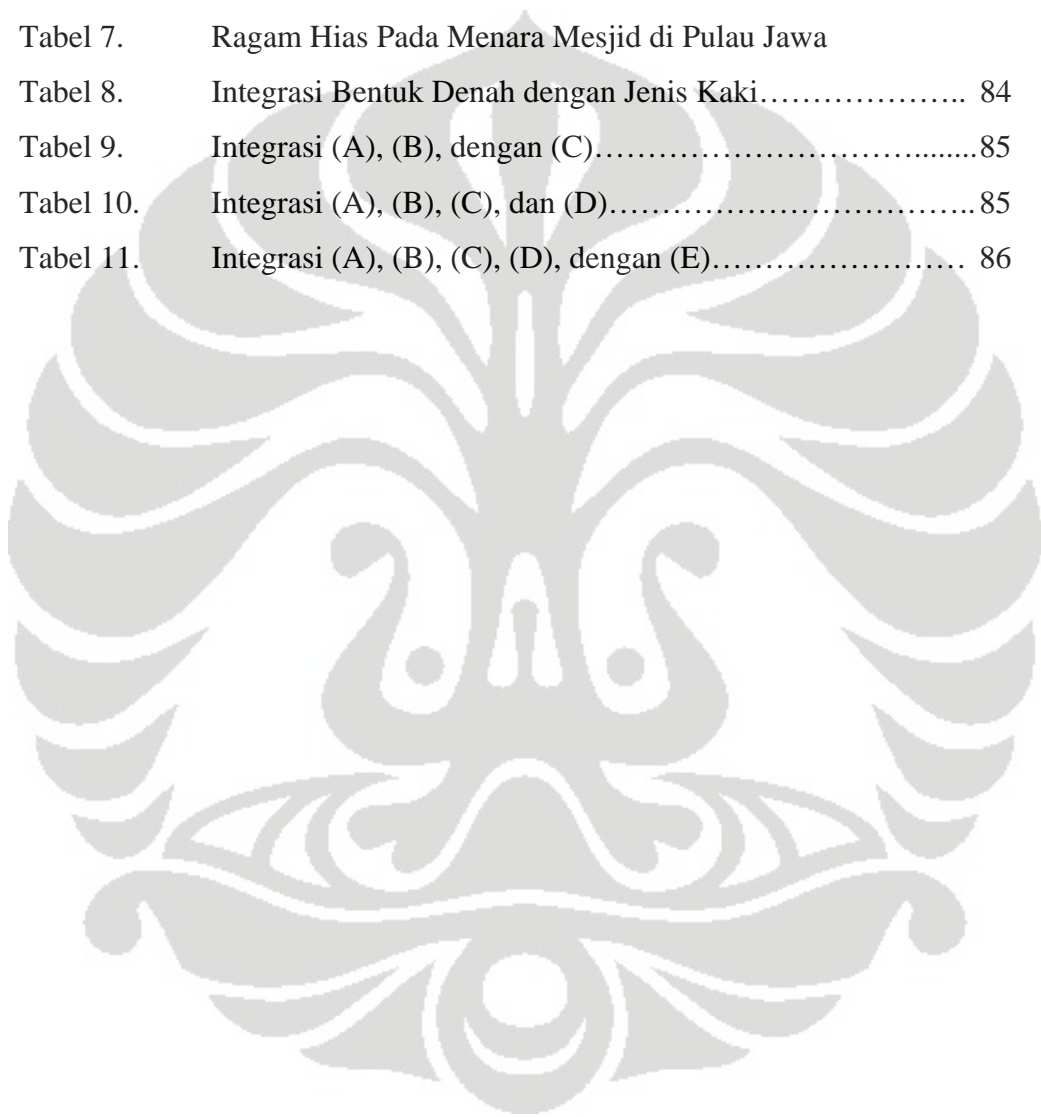 Tabel 7. Ragam Hias Pada Menara Mesjid di Pulau Jawa
Tabel 8. Integrasi Bentuk Denah dengan Jenis Kaki……………….. 84
Tabel 9. Integrasi (A), (B), dengan (C)…………………………........85
Tabel 10. Integrasi (A), (B), (C), dan (D)……………………………..85
Tabel 11. Integrasi (A), (B), (C), (D), dengan (E)…………………… 86